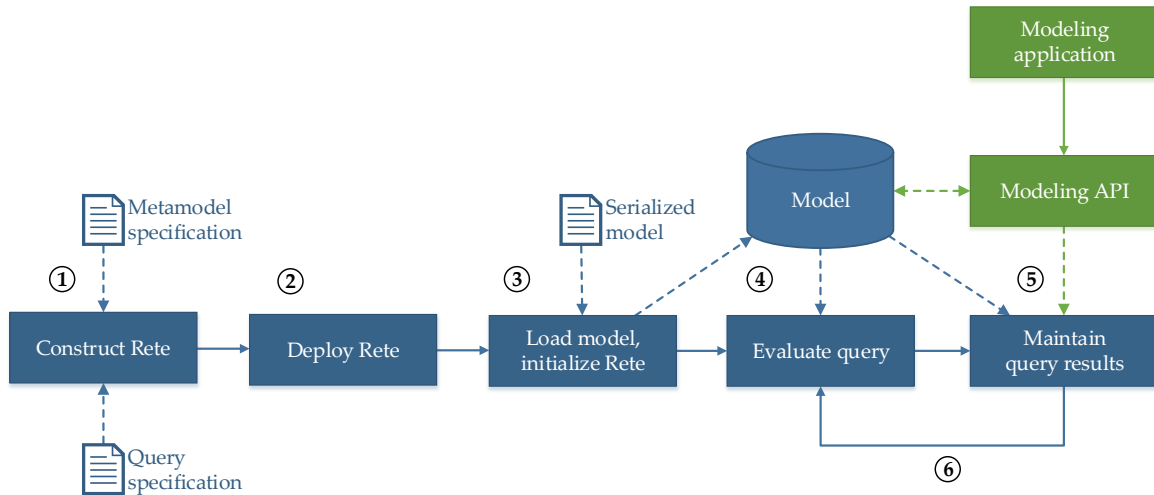 Modeling
application
Model
Modeling API
Metamodel
specification
Serialized
model
①
②
③
④
⑤
Construct Rete
Deploy Rete
Load model,
initialize Rete
Evaluate query
Maintain
query results
Query
specification
⑥